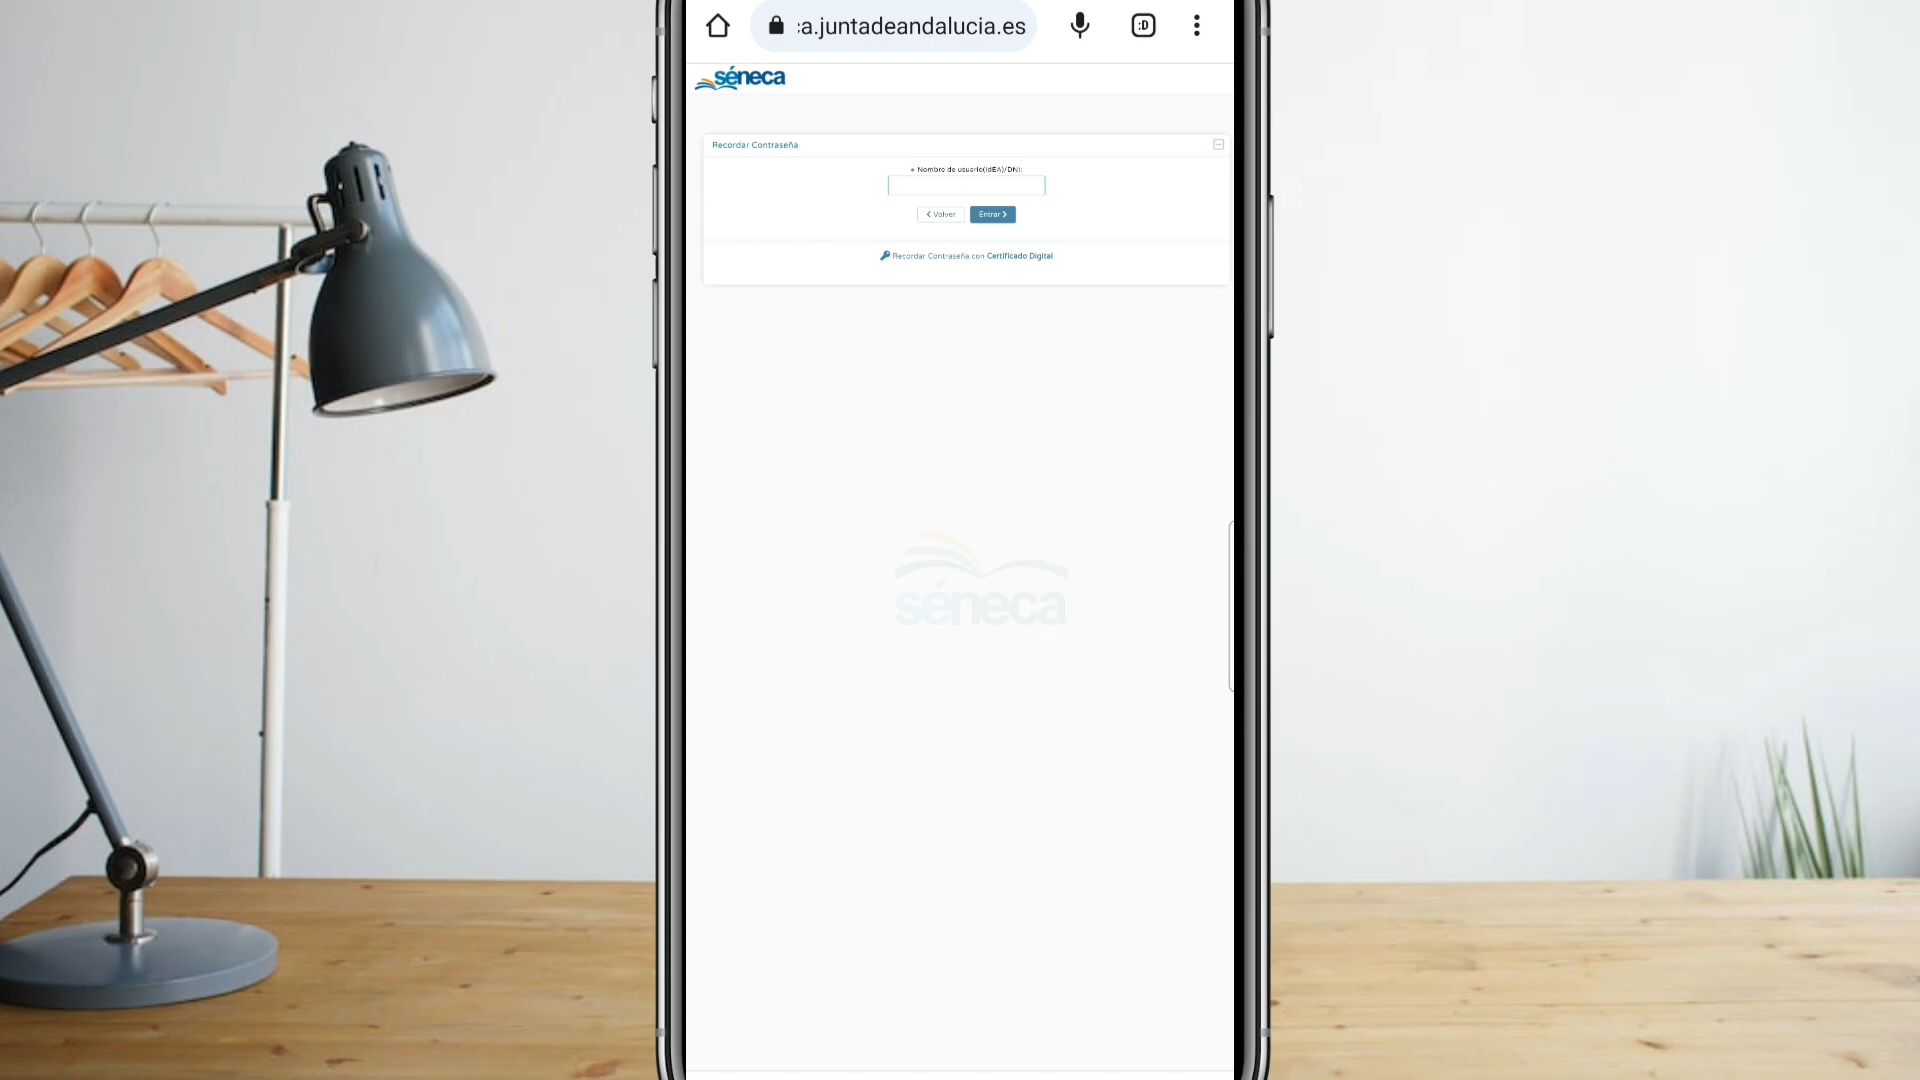 :a.juntadeandalucia.es
:D
séneca
Recordar Contraseña
• Nombre de usuario(IdEA)/DNI:
Volver
Entrar
Recordar Contraseña con Certificado Digital
séneca